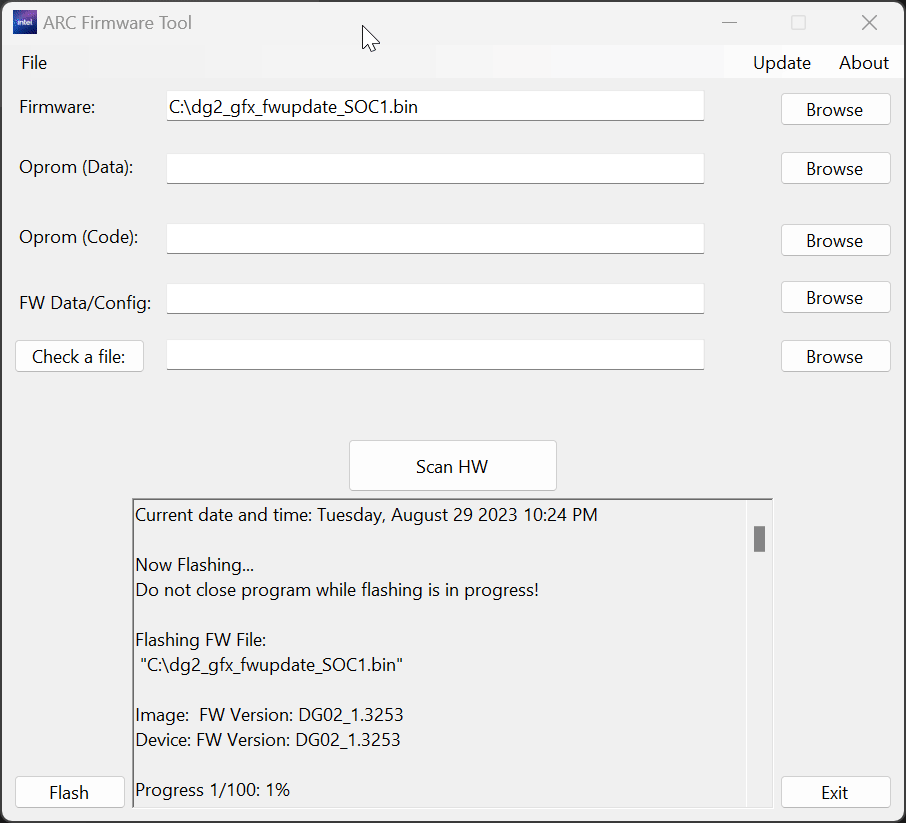 intel ARC Firmware Tool
File Update About
Firmware: C:\dg2_gfx_fwupdate_SOC1.bin Browse
Oprom (Data): Browse
Oprom (Code): Browse
FW Data/Config: Browse
Check a file: Browse
Scan HW
Current date and time: Tuesday, August 29 2023 10:24 PM
Now Flashing...
Do not close program while flashing is in progress!
Flashing FW File:
"C:\dg2_gfx_fwupdate_SOC1.bin"
Image:  FW Version: DG02_1.3253
Device: FW Version: DG02_1.3253
Progress 1/100: 1%
Flash Exit